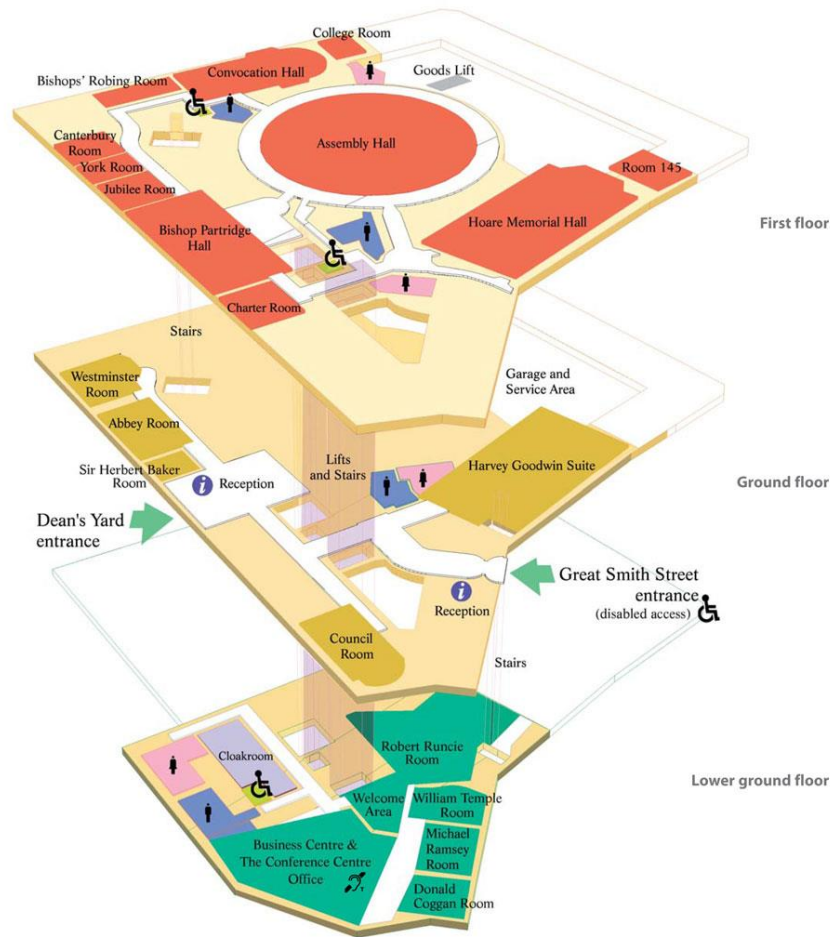 College Room
Convocation Hall
Goods Lift
Bishops' Robing Room
Assembly Hall
Canterbury
Room
York Room
Jubilee Room
Room 145
Bishop Partridge
Hall
Hoare Memorial Hall
First floor
Charter Room
Stairs
Garage and
Service Area
Westminster
Room
Abbey Room
Sir Herbert Baker
Room
i Reception
Lifts
and Stairs
Harvey Goodwin Suite
Ground floor
Dean's Yard
entrance
Great Smith Street
entrance
(disabled access)
i
Reception
Council
Room
Stairs
Robert Runcie
Room
Cloakroom
Lower ground floor
Welcome
Area
William Temple
Room
Business Centre &
The Conference Centre
Office
T
Michael
Ramsey
Room
Donald
Coggan Room